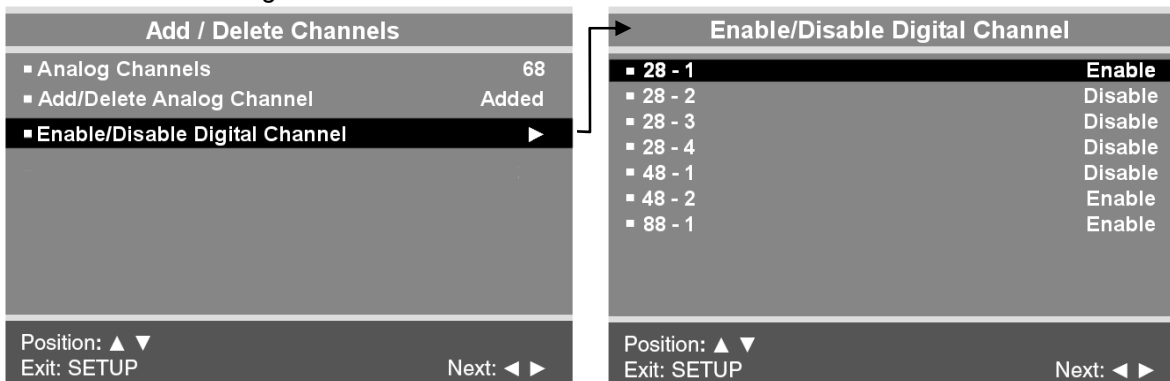 Add / Delete Channels
▪ Analog Channels 68
▪ Add/Delete Analog Channel Added
▪ Enable/Disable Digital Channel ►
Position: ▲ ▼
Exit: SETUP Next: ◄ ►
Enable/Disable Digital Channel
▪ 28 - 1 Enable
▪ 28 - 2 Disable
▪ 28 - 3 Disable
▪ 28 - 4 Disable
▪ 48 - 1 Disable
▪ 48 - 2 Enable
▪ 88 - 1 Enable
Position: ▲ ▼
Exit: SETUP Next: ◄ ►